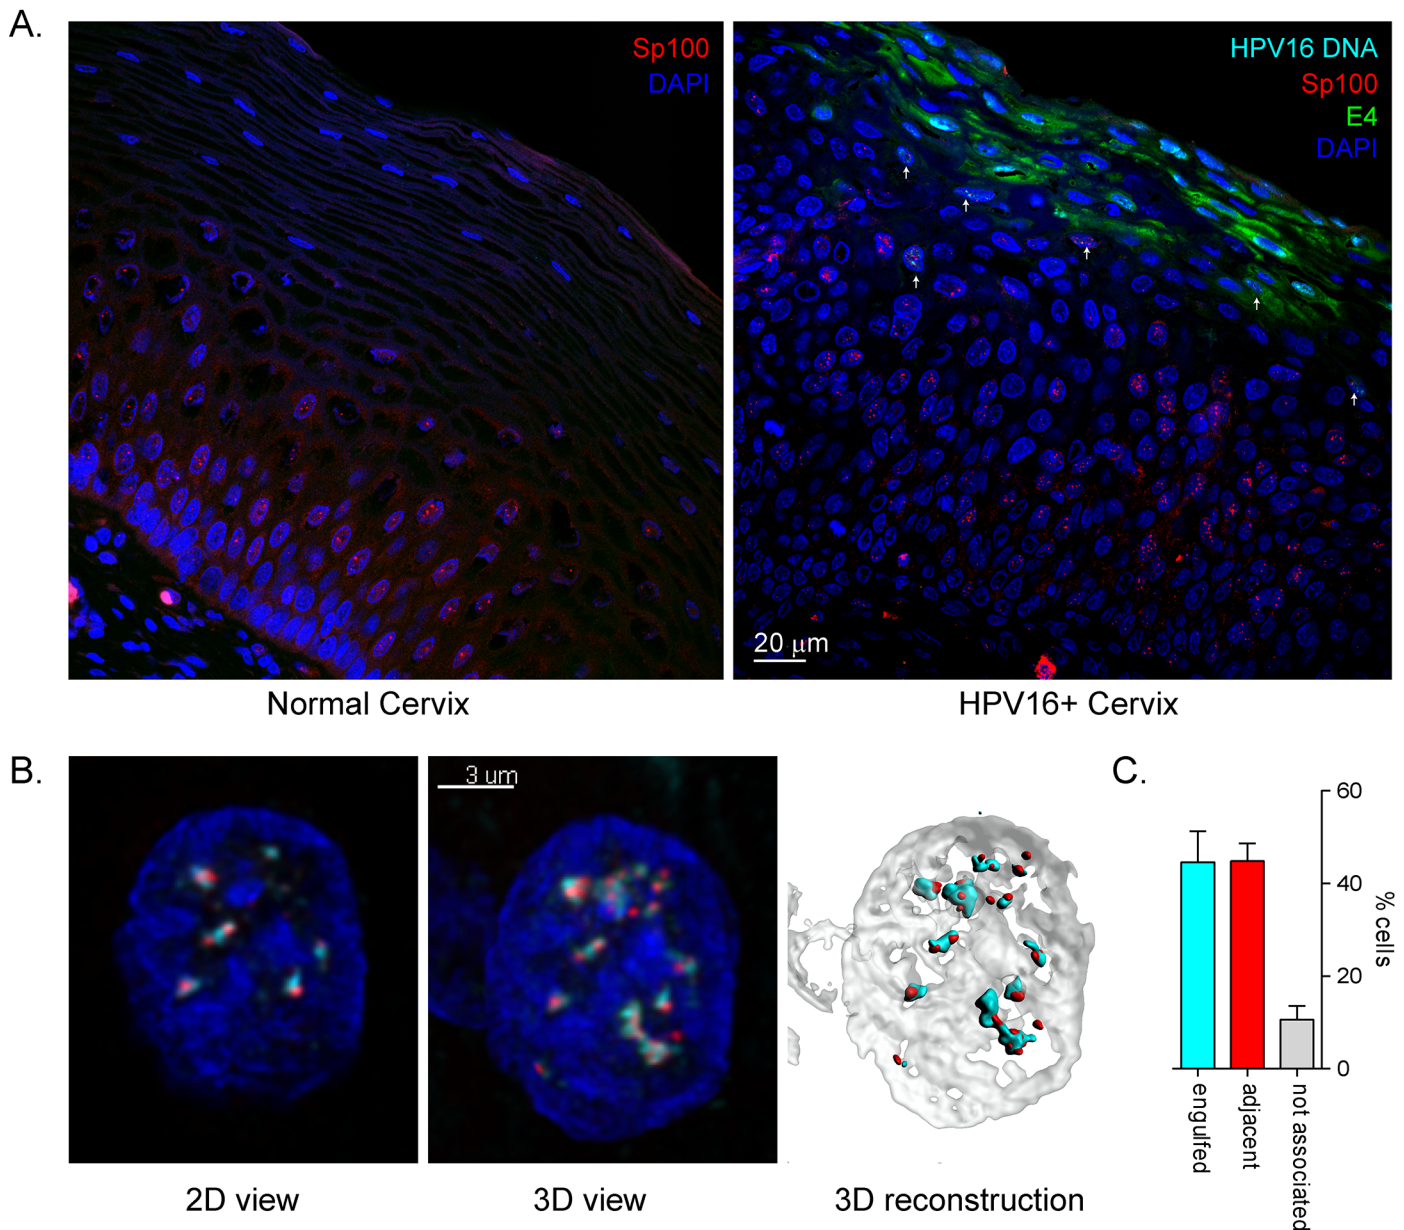 A.
Sp100
DAPI
HPV16 DNA
Sp100
E4
DAPI
20 μm
Normal Cervix
HPV16+ Cervix
B.
3 um
2D view
3D view
3D reconstruction
C.
60
40
20
0
% cells
engulfed
adjacent
not associated